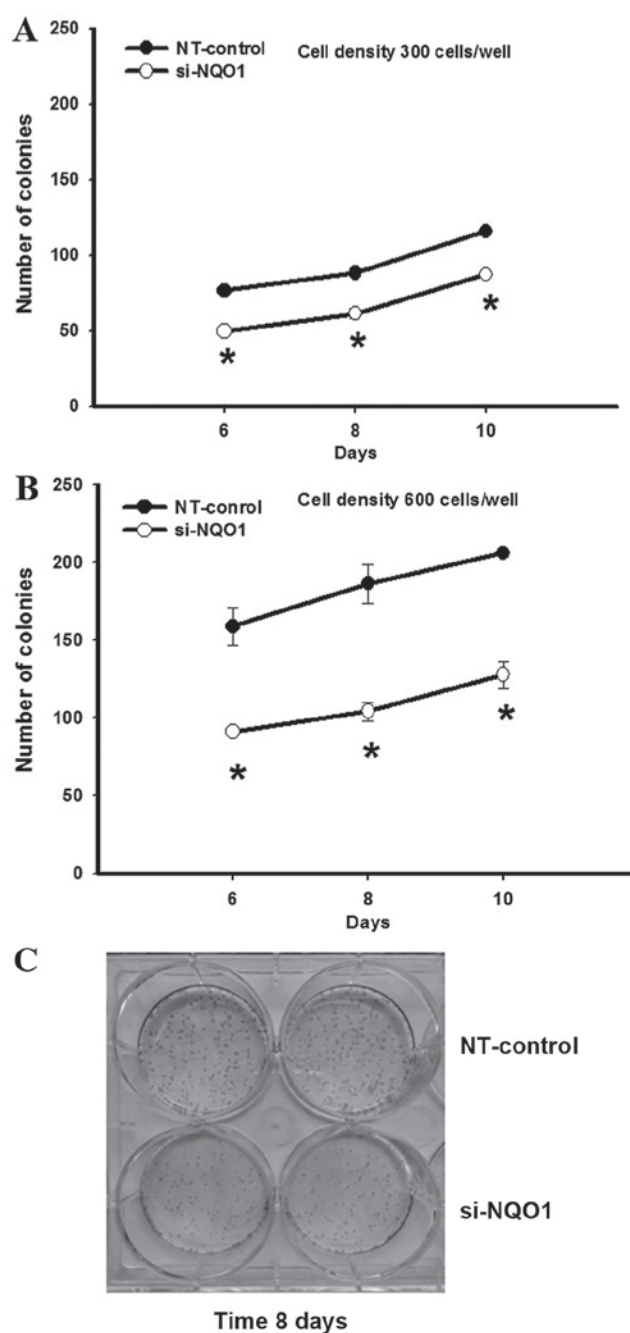 A
250
200
150
100
50
0
Number of colonies
NT-control
si-NQO1
Cell density 300 cells/well
*
*
*
6
8
10
Days
B
250
200
150
100
50
0
Number of colonies
NT-conrol
si-NQO1
Cell density 600 cells/well
*
*
*
6
8
10
Days
C
NT-control
si-NQO1
Time 8 days